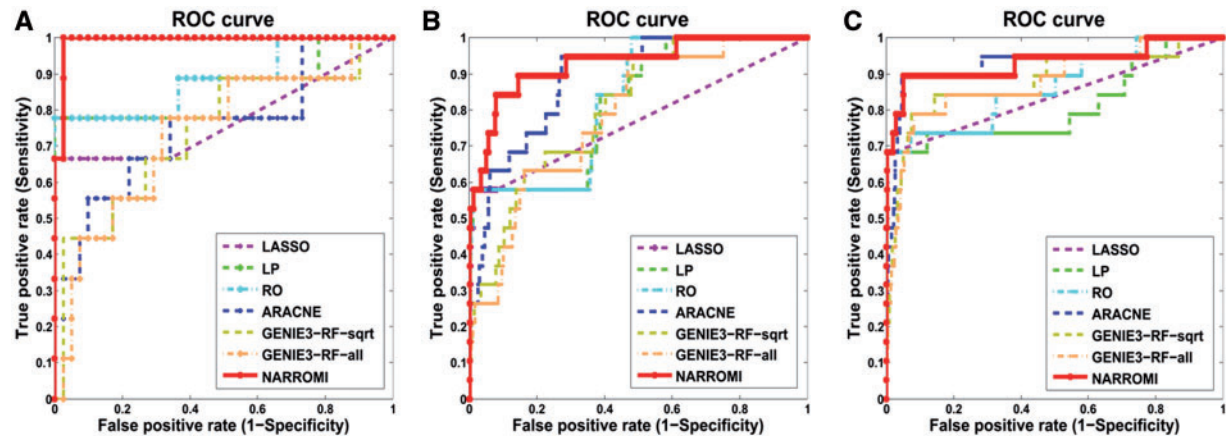 A
ROC curve
True positive rate (Sensitivity)
1
0.9
0.8
0.7
0.6
0.5
0.4
0.3
0.2
0.1
0
0 0.2 0.4 0.6 0.8 1
False positive rate (1−Specificity)
LASSO
LP
RO
ARACNE
GENIE3−RF−sqrt
GENIE3−RF−all
NARROMI
B
ROC curve
True positive rate (Sensitivity)
1
0.9
0.8
0.7
0.6
0.5
0.4
0.3
0.2
0.1
0
0 0.2 0.4 0.6 0.8 1
False positive rate (1−Specificity)
LASSO
LP
RO
ARACNE
GENIE3−RF−sqrt
GENIE3−RF−all
NARROMI
C
ROC curve
True positive rate (Sensitivity)
1
0.9
0.8
0.7
0.6
0.5
0.4
0.3
0.2
0.1
0
0 0.2 0.4 0.6 0.8 1
False positive rate (1−Specificity)
LASSO
LP
RO
ARACNE
GENIE3−RF−sqrt
GENIE3−RF−all
NARROMI